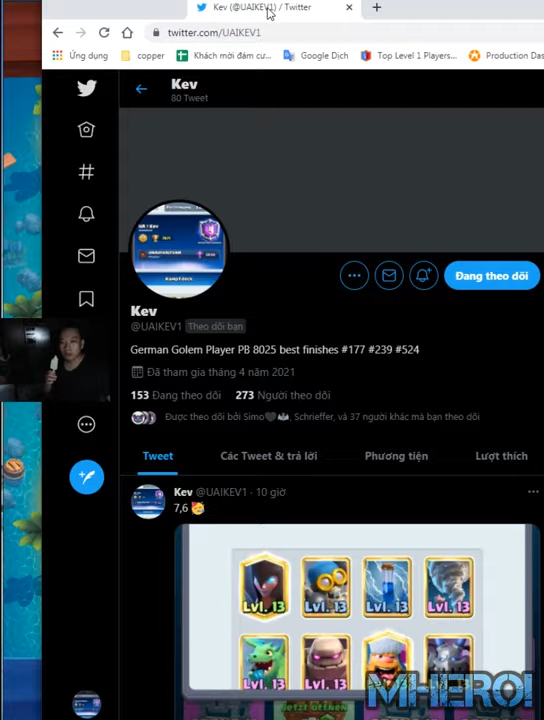 Kev (@UAIKEV1) / Twitter
twitter.com/UAIKEV1
Ứng dụng
copper
Khách mời đám cư...
Google Dịch
Top Level 1 Players...
Production Das
Kev
80 Tweet
Đang theo dõi
Kev
@UAIKEV1 Theo dõi bạn
German Golem Player PB 8025 best finishes #177 #239 #524
Đã tham gia tháng 4 năm 2021
153 Đang theo dõi 273 Người theo dõi
Được theo dõi bởi Simo🖤🦇, Schrieffer, và 37 người khác mà bạn theo dõi
Tweet
Các Tweet & trả lời
Phương tiện
Lượt thích
Kev @UAIKEV1 · 10 giờ
7,6 🥳
Lvl. 13
Lvl. 13
Lvl. 13
Lvl. 13
Lvl. 13
Lvl. 13
MHERO!
Jetzt öffnen